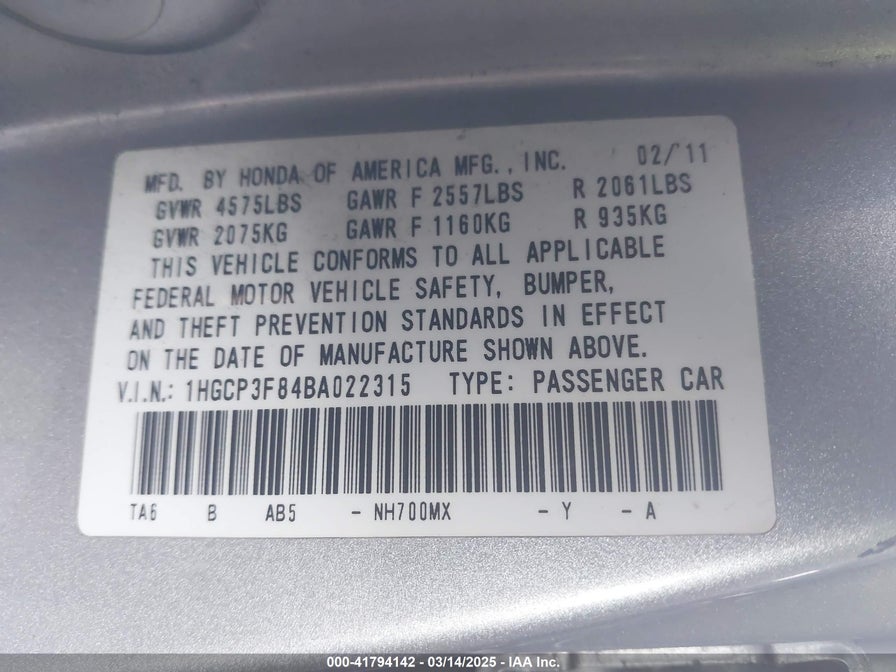 MFD. BY HONDA OF AMERICA MFG., INC. 02/'11
GVWR 4575LBS GAWR F 2557LBS R 2061LBS
GVWR 2075KG GAWR F 1160KG R 935KG
THIS VEHICLE CONFORMS TO ALL APPLICABLE
FEDERAL MOTOR VEHICLE SAFETY, BUMPER,
AND THEFT PREVENTION STANDARDS IN EFFECT
ON THE DATE OF MANUFACTURE SHOWN ABOVE.
V.I.N.: 1HGCP3F84BA022315 TYPE: PASSENGER CAR
TA6 B AB5 - NH700MX - Y - A
000-41794142 - 03/14/2025 - IAA Inc.